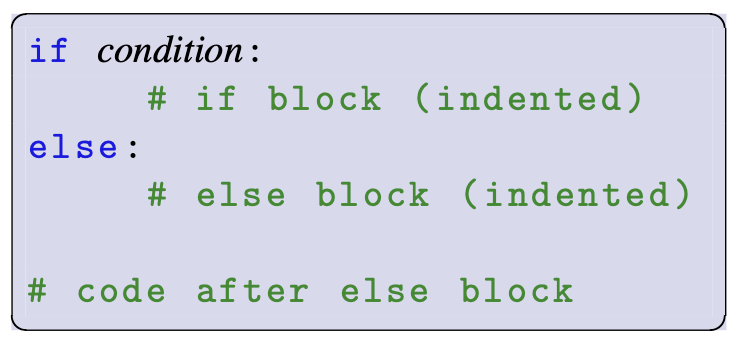 if condition:
# if block (indented)
else:
# else block (indented)
# code after else block